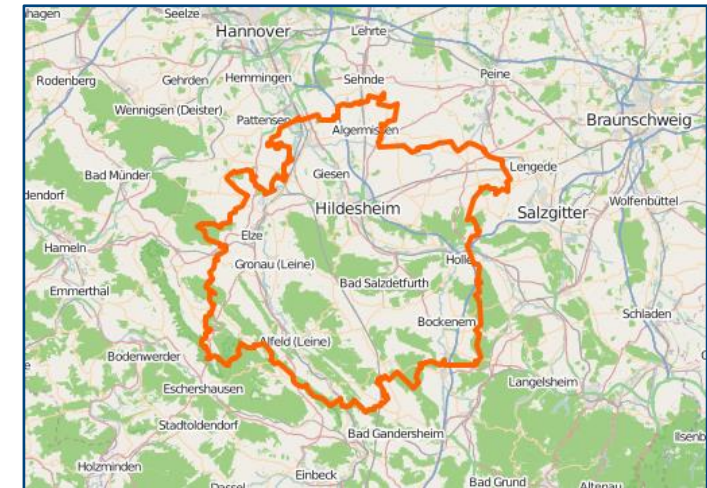 hagen
Seelze
Hannover
Lehrte
Rodenberg
Gehrden
Hemmingen
Sehnde
Peine
Wennigsen (Deister)
Pattensen
Algermissen
Braunschweig
Bad Münder
Giesen
Lengede
dendorf
Hildesheim
Salzgitter
Wolfenbüttel
Hameln
Elze
Gronau (Leine)
Holle
Emmerthal
Bad Salzdetfurth
Bockenem
Schladen
Bodenwerder
Alfeld (Leine)
Eschershausen
Langelsheim
Stadtoldendorf
Bad Gandersheim
Ilsenb
Holzminden
Einbeck
Dassel
Bad Grund
Altenau